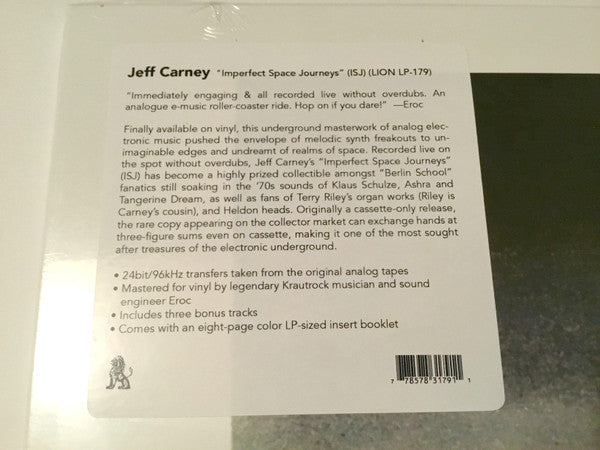 Jeff Carney "Imperfect Space Journeys" (ISJ) (LION LP-179)
"Immediately engaging & all recorded live without overdubs. An
analogue e-music roller-coaster ride. Hop on if you dare!" —Eroc
Finally available on vinyl, this underground masterwork of analog elec-
tronic music pushed the envelope of melodic synth freakouts to un-
imaginable edges and undreamt of realms of space. Recorded live on
the spot without overdubs, Jeff Carney's "Imperfect Space Journeys"
(ISJ) has become a highly prized collectible amongst "Berlin School"
fanatics still soaking in the '70s sounds of Klaus Schulze, Ashra and
Tangerine Dream, as well as fans of Terry Riley's organ works (Riley is
Carney's cousin), and Heldon heads. Originally a cassette-only release,
the rare copy appearing on the collector market can exchange hands at
three-figure sums even on cassette, making it one of the most sought
after treasures of the electronic underground.
• 24bit/96kHz transfers taken from the original analog tapes
• Mastered for vinyl by legendary Krautrock musician and sound
engineer Eroc
• Includes three bonus tracks
• Comes with an eight-page color LP-sized insert booklet
7 78578 31791 1